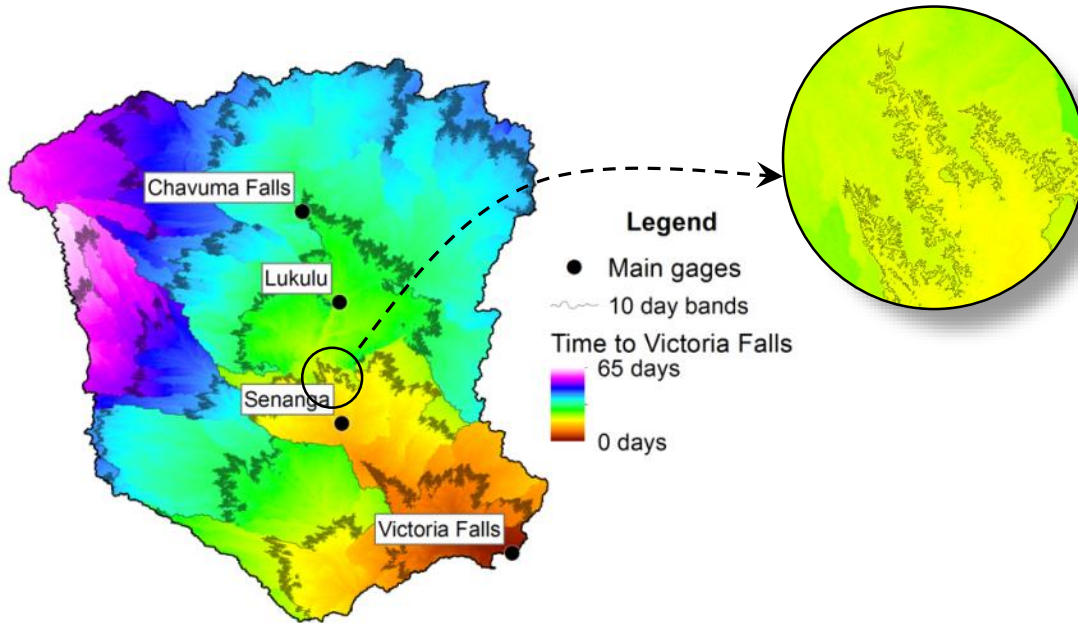 Chavuma Falls
Lukulu
Senanga
Victoria Falls
Legend
Main gages
10 day bands
Time to Victoria Falls
65 days
0 days